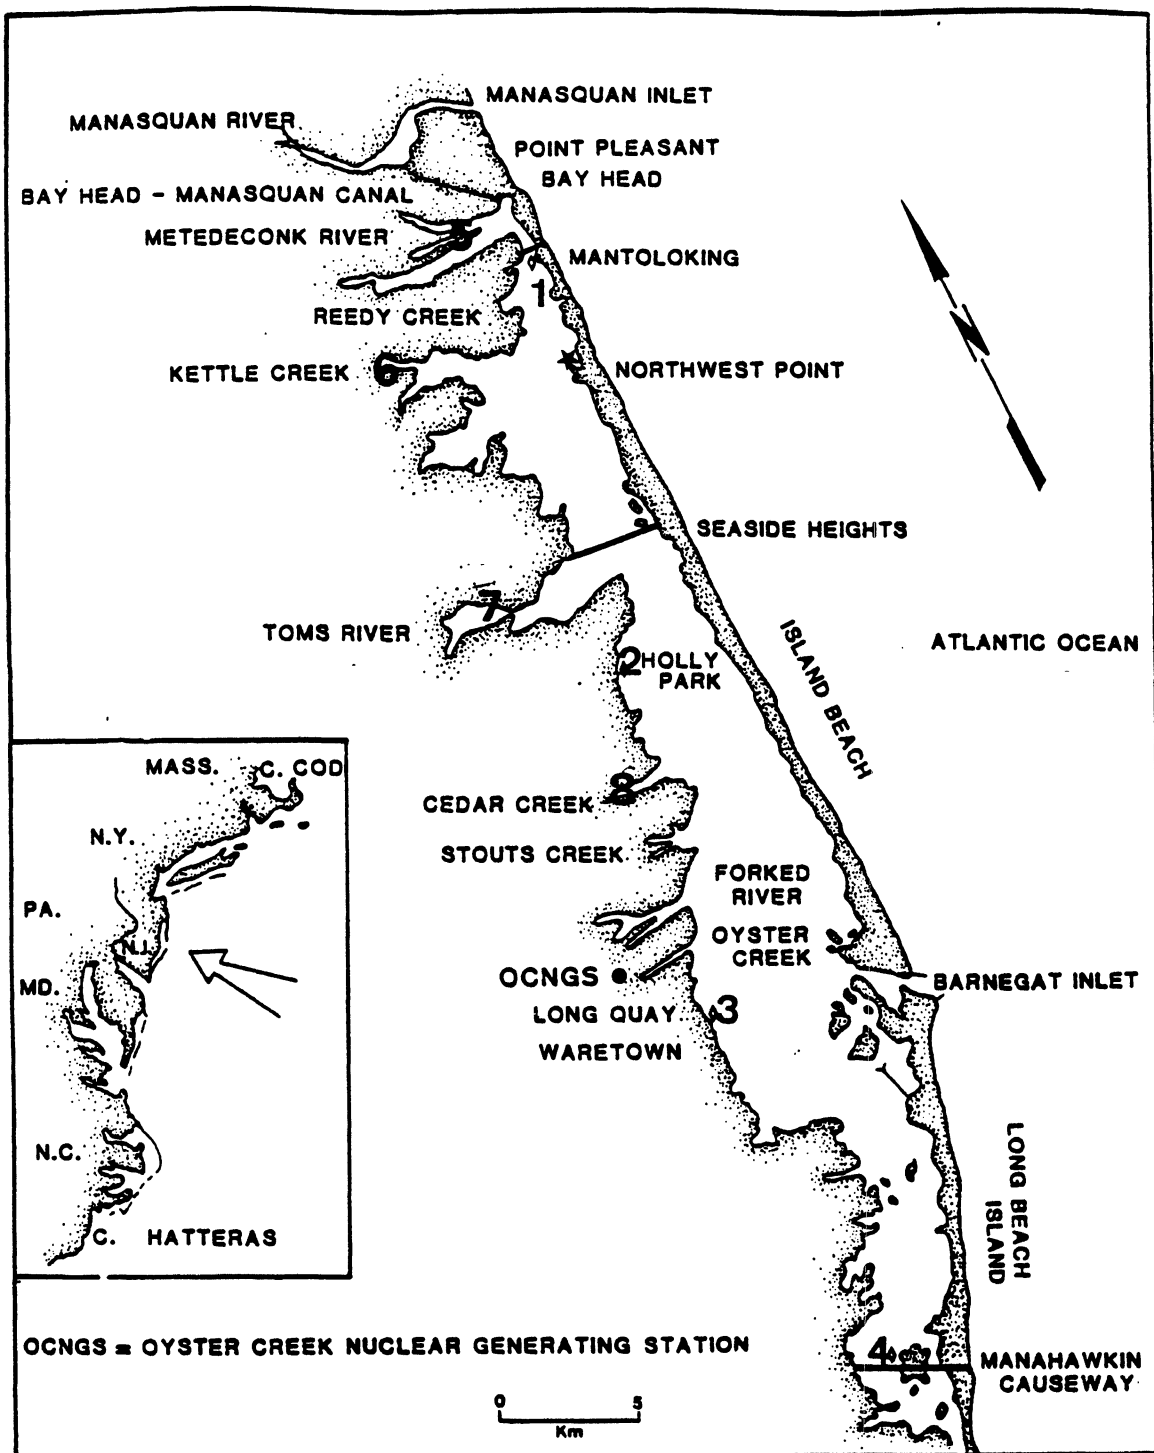 MANASQUAN INLET
MANASQUAN RIVER
POINT PLEASANT
BAY HEAD
BAY HEAD - MANASQUAN CANAL
METEDECONK RIVER
5
MANTOLOKING
1
REEDY CREEK
KETTLE CREEK
6
NORTHWEST POINT
N
SEASIDE HEIGHTS
7
TOMS RIVER
ISLAND BEACH
ATLANTIC OCEAN
2
HOLLY
PARK
8
CEDAR CREEK
STOUTS CREEK
FORKED
RIVER
OYSTER
CREEK
OCNGS
BARNEGAT INLET
LONG QUAY
3
WARETOWN
LONG BEACH
ISLAND
4
MANAHAWKIN
CAUSEWAY
MASS.
C. COD
N.Y.
PA.
N.J.
MD.
N.C.
C. HATTERAS
OCNGS = OYSTER CREEK NUCLEAR GENERATING STATION
0 5
Km